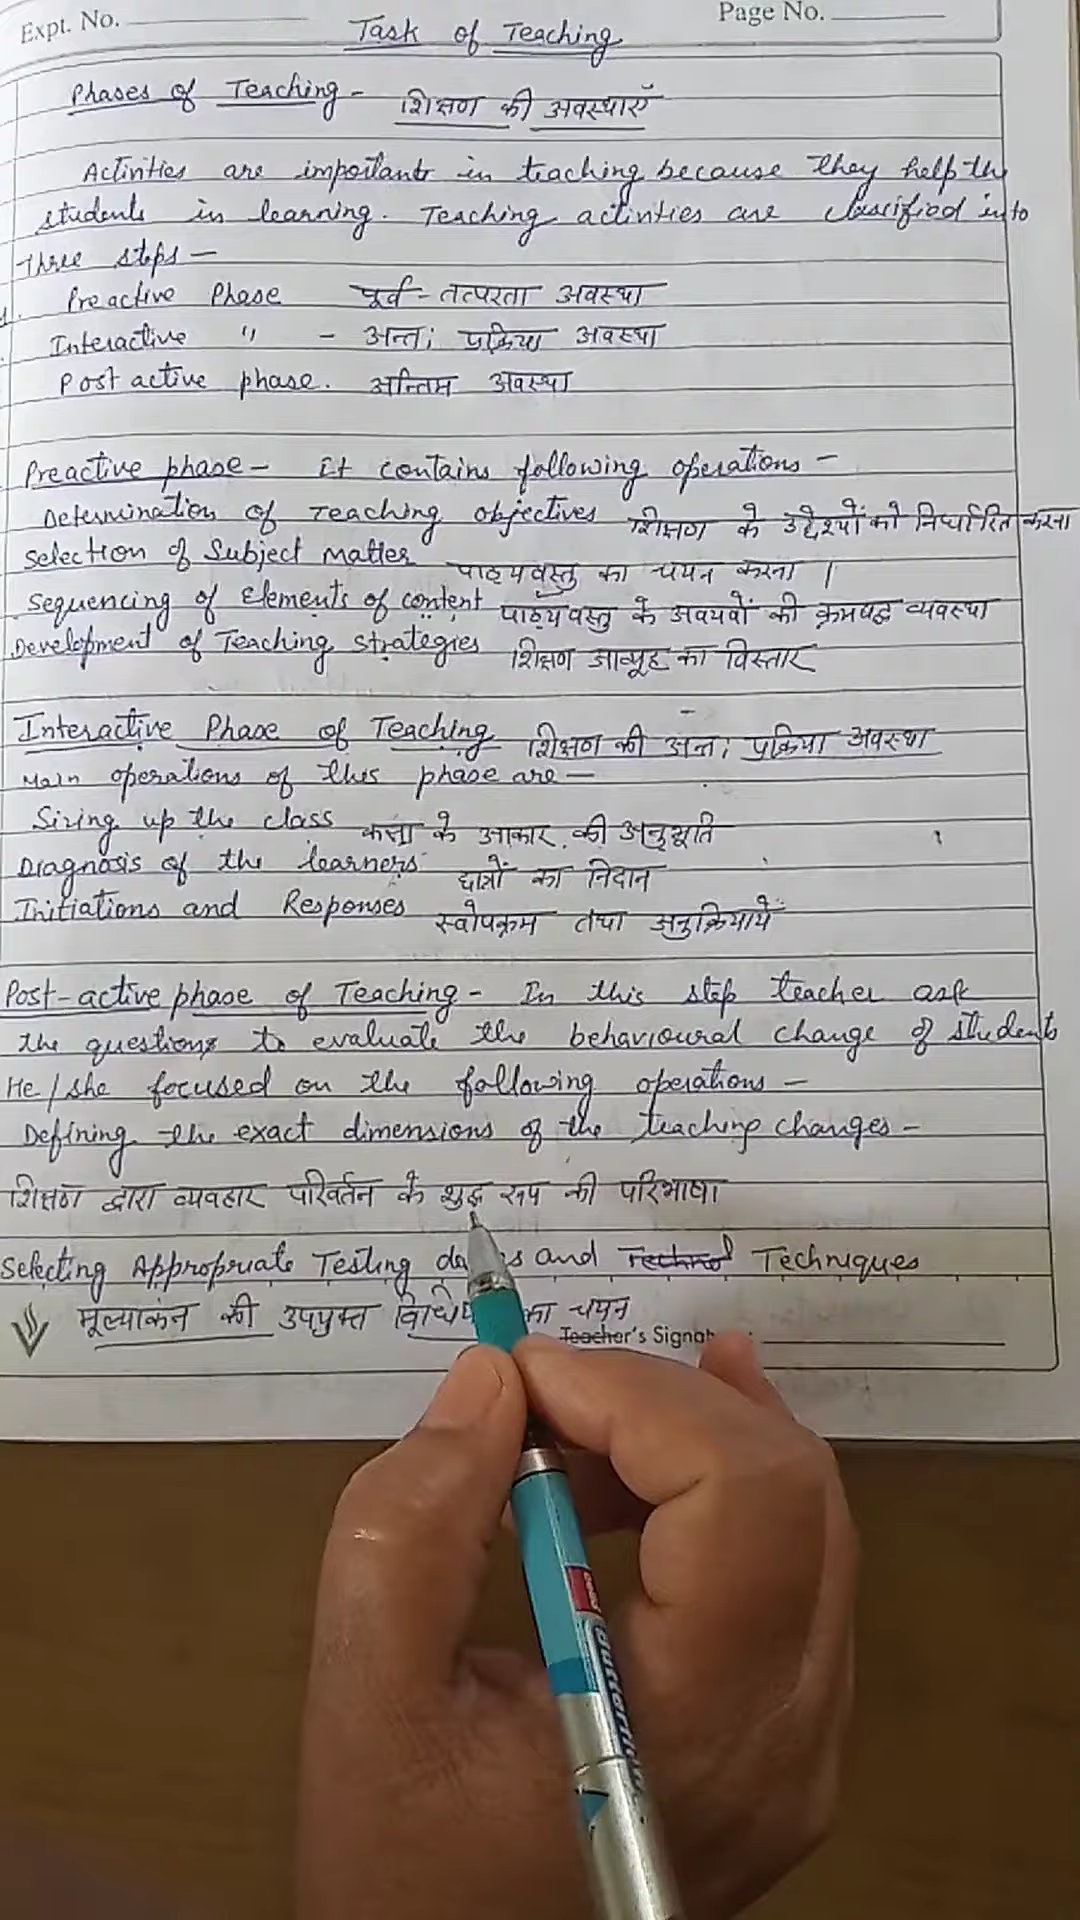 Expt. No.
Page No.
Task of Teaching
Phases of Teaching - शिक्षण की अवस्थाएँ
Activities are important in teaching because they help the
students in learning. Teaching activities are classified into
three steps -
Preactive Phase पूर्व - तत्परता अवस्था
Interactive " - अन्त: प्रक्रिया अवस्था
Post active phase. अन्तिम अवस्था
Preactive phase - it contains following operations -
Determination of Teaching objectives शिक्षण के उद्देश्यों को निर्धारित करना
Selection of Subject Matter पाठ्यवस्तु का चयन करना ।
Sequencing of Elements of content पाठ्यवस्तु के अवयवों की क्रमबद्ध व्यवस्था
Development of Teaching strategies शिक्षण आव्यूह का विस्तार
Interactive Phase of Teaching शिक्षण की अन्त: प्रक्रिया अवस्था
Main operations of this phase are -
Sizing up the class कक्षा के आकार की अनुभूति
Diagnosis of the learners छात्रों का निदान
Initiations and Responses स्वोपक्रम तथा अनुक्रियायें
Post-active phase of Teaching - In this step teacher ask
the questions to evaluate the behavioural change of students
He/she focused on the following operations -
Defining the exact dimensions of the teaching changes -
शिक्षण द्वारा व्यवहार परिवर्तन के शुद्ध रूप की परिभाषा
Selecting Appropriate Testing and Techniques
मूल्याकंन की उपयुक्त का चयन
Teacher's